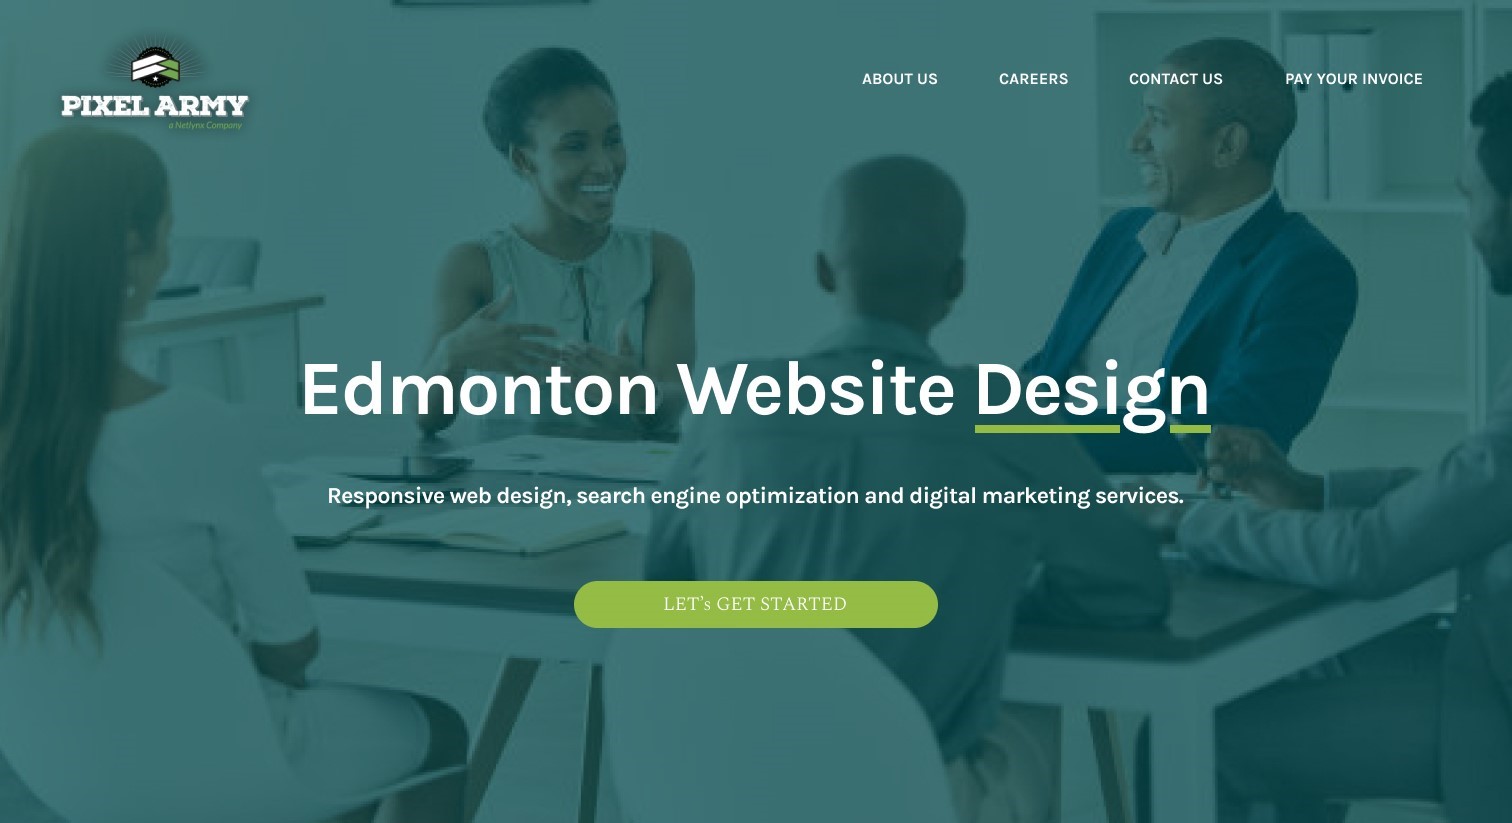 PIXEL ARMY
a Netlynx Company
ABOUT US
CAREERS
CONTACT US
PAY YOUR INVOICE
Edmonton Website Design
Responsive web design, search engine optimization and digital marketing services.
LET’s GET STARTED